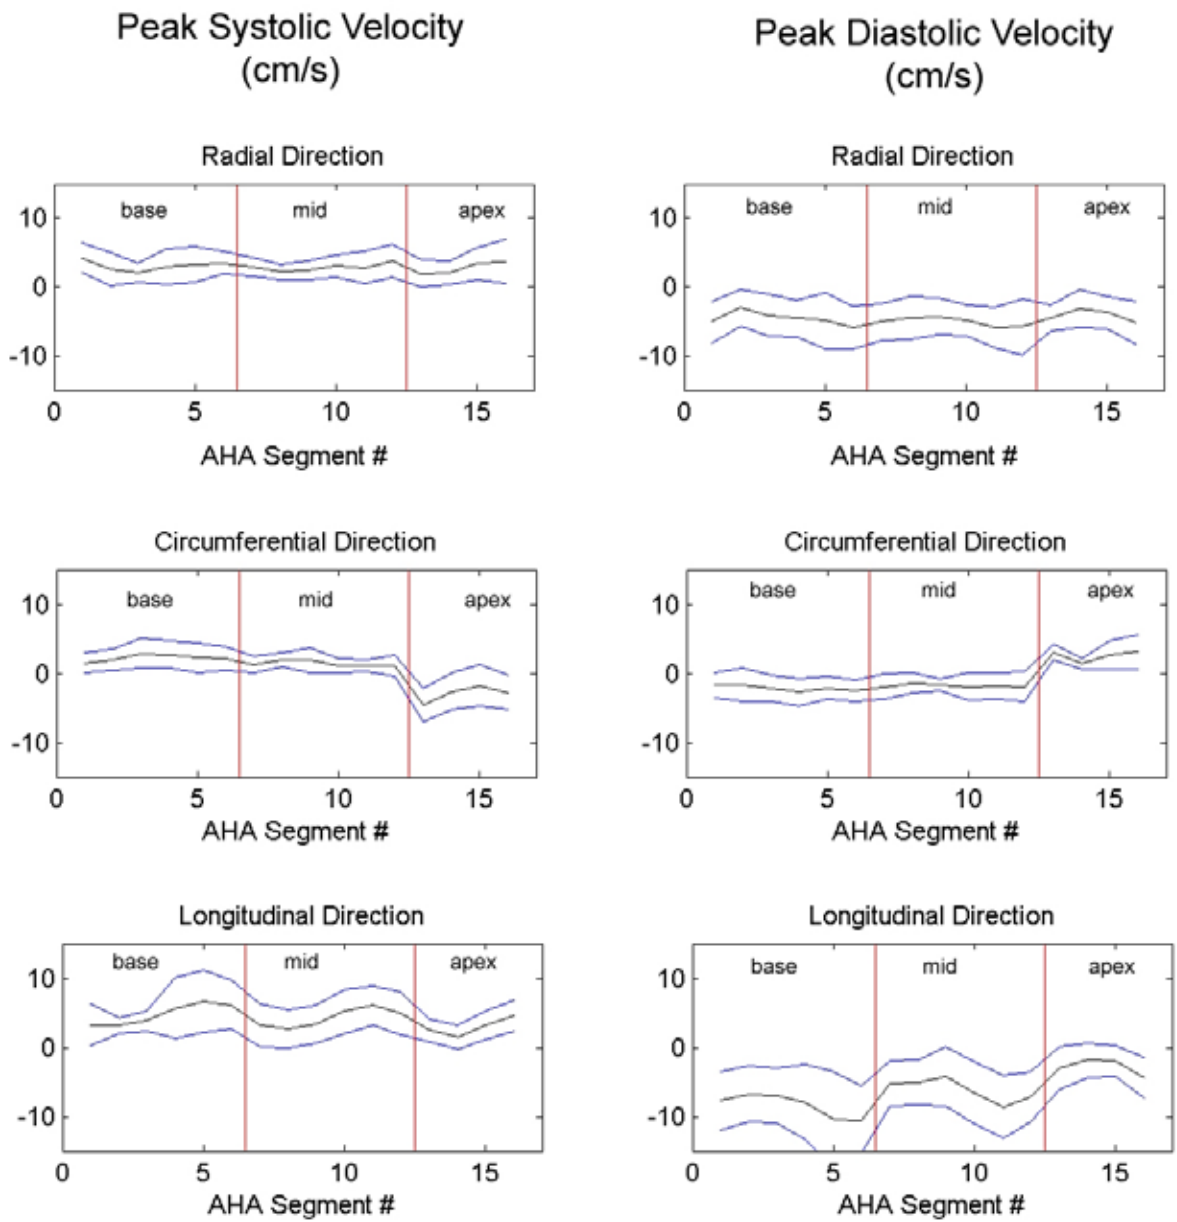 Peak Systolic Velocity
(cm/s)
Peak Diastolic Velocity
(cm/s)
Radial Direction
base
mid
apex
10
0
-10
0
5
10
15
AHA Segment #
Radial Direction
base
mid
apex
10
0
-10
0
5
10
15
AHA Segment #
Circumferential Direction
base
mid
apex
10
0
-10
0
5
10
15
AHA Segment #
Circumferential Direction
base
mid
apex
10
0
-10
0
5
10
15
AHA Segment #
Longitudinal Direction
base
mid
apex
10
0
-10
0
5
10
15
AHA Segment #
Longitudinal Direction
base
mid
apex
10
0
-10
0
5
10
15
AHA Segment #